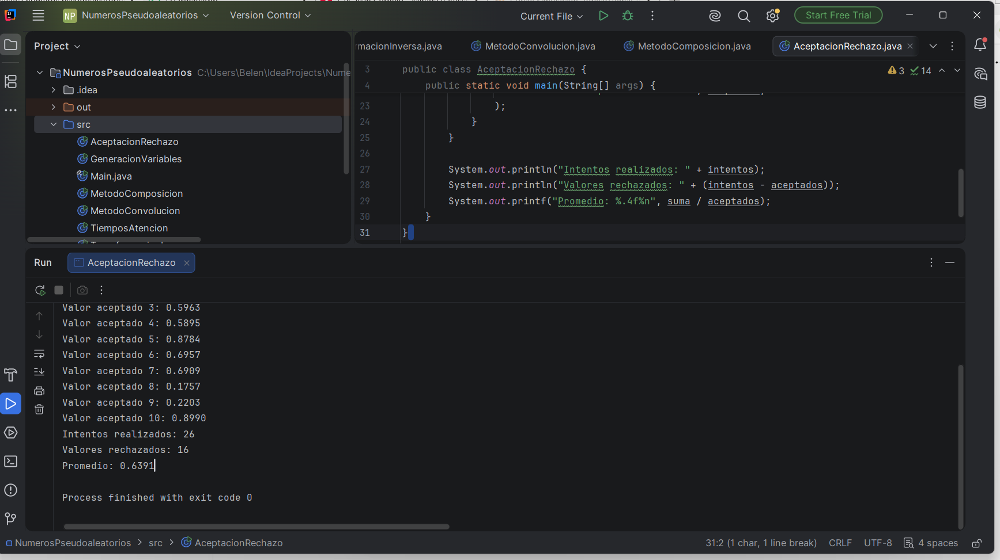 NP NumerosPseudoaleatorios Version Control Current File Start Free Trial
Project
NumerosPseudoaleatorios C:\Users\Belen\IdeaProjects\Nume
.idea
out
src
AceptacionRechazo
GeneracionVariables
Main.java
MetodoComposicion
MetodoConvolucion
TiemposAtencion
macionInversa.java MetodoConvolucion.java MetodoComposicion.java AceptacionRechazo.java
3 public class AceptacionRechazo { 3 14
4 public static void main(String[] args) {
23 );
24 }
25 }
26
27 System.out.println("Intentos realizados: " + intentos);
28 System.out.println("Valores rechazados: " + (intentos - aceptados));
29 System.out.printf("Promedio: %.4f%n", suma / aceptados);
30 }
31 }
Run AceptacionRechazo
Valor aceptado 3: 0.5963
Valor aceptado 4: 0.5895
Valor aceptado 5: 0.8784
Valor aceptado 6: 0.6957
Valor aceptado 7: 0.6909
Valor aceptado 8: 0.1757
Valor aceptado 9: 0.2203
Valor aceptado 10: 0.8990
Intentos realizados: 26
Valores rechazados: 16
Promedio: 0.6391
Process finished with exit code 0
NumerosPseudoaleatorios > src > AceptacionRechazo 31:2 (1 char, 1 line break) CRLF UTF-8 4 spaces